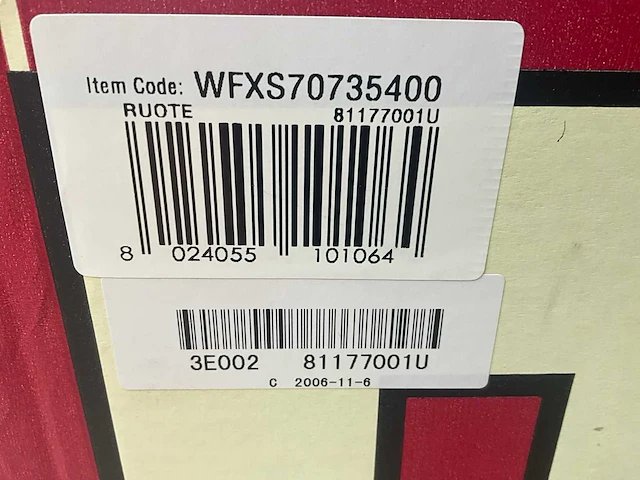 Item Code: WFXS70735400
RUOTE 81177001U
8 024055 101064
3E002 81177001U
C 2006-11-6